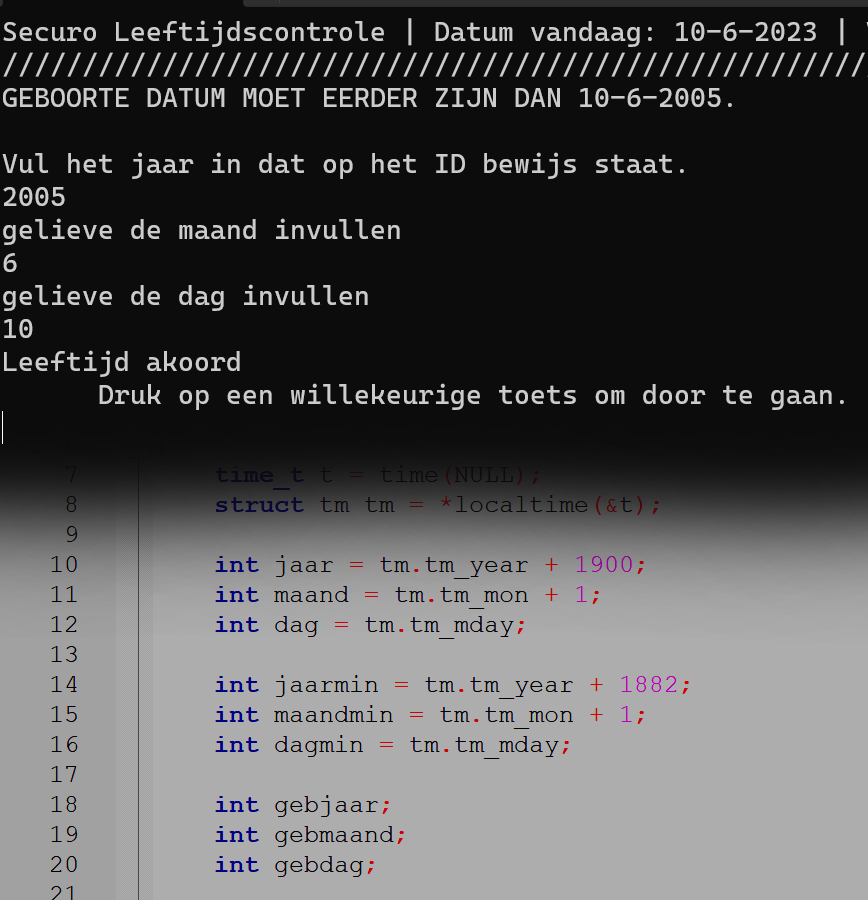 Securo Leeftijdscontrole | Datum vandaag: 10-6-2023 |
//////////////////////////////////////////////////////
GEBOORTE DATUM MOET EERDER ZIJN DAN 10-6-2005.
Vul het jaar in dat op het ID bewijs staat.
2005
gelieve de maand invullen
6
gelieve de dag invullen
10
Leeftijd akoord
Druk op een willekeurige toets om door te gaan.
7 time_t t = time(NULL);
8 struct tm tm = *localtime(&t);
9
10 int jaar = tm.tm_year + 1900;
11 int maand = tm.tm_mon + 1;
12 int dag = tm.tm_mday;
13
14 int jaarmin = tm.tm_year + 1882;
15 int maandmin = tm.tm_mon + 1;
16 int dagmin = tm.tm_mday;
17
18 int gebjaar;
19 int gebmaand;
20 int gebdag;
21